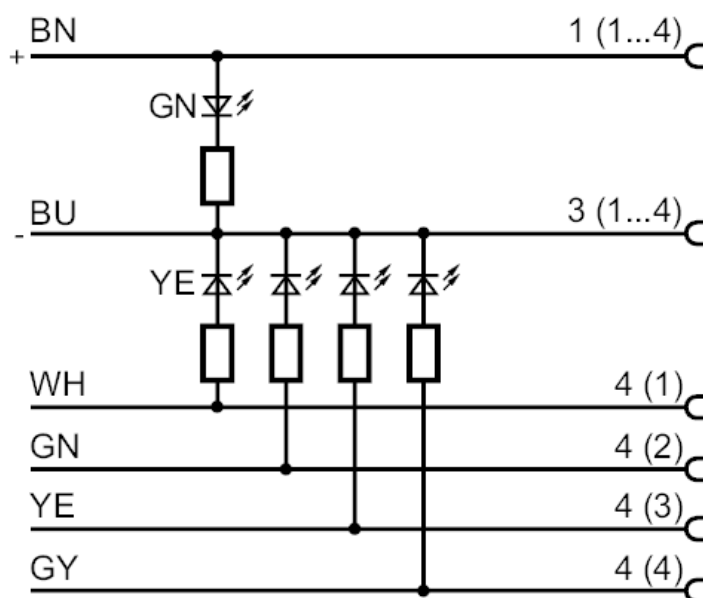 BN 1 (1...4)
+
GN
BU 3 (1...4)
-
YE
WH 4 (1)
GN 4 (2)
YE 4 (3)
GY 4 (4)